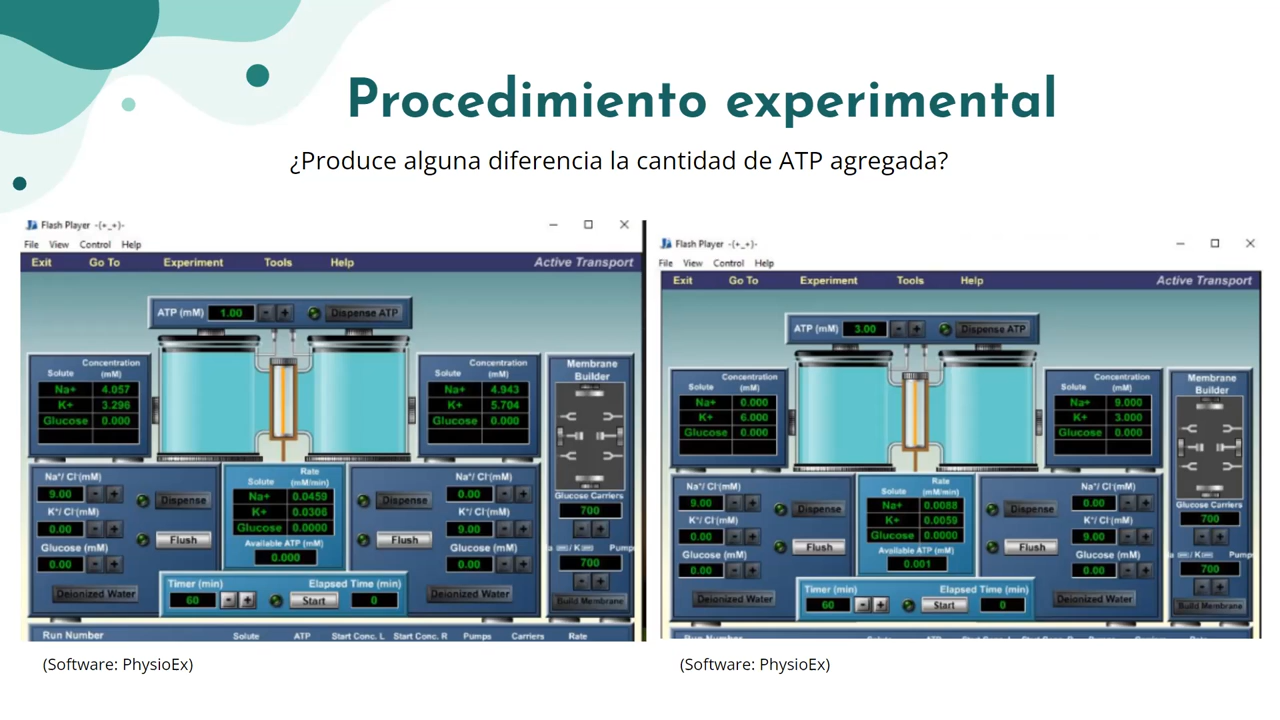 Procedimiento experimental
¿Produce alguna diferencia la cantidad de ATP agregada?
Flash Player -(+_+)-
File View Control Help
Exit Go To Experiment Tools Help Active Transport
ATP (mM) 1.00 - + Dispense ATP
Solute Concentration (mM)
Na+ 4.057
K+ 3.296
Glucose 0.000
Solute Concentration (mM)
Na+ 4.943
K+ 5.704
Glucose 0.000
Membrane Builder
Na+/ Cl-(mM)
9.00 - + Dispense
K+/ Cl-(mM)
0.00 - + Flush
Glucose (mM)
0.00 - +
Deionized Water
Solute Rate (mM/min)
Na+ 0.0459
K+ 0.0306
Glucose 0.0000
Available ATP (mM)
0.000
Dispense
Flush
Na+/ Cl-(mM)
0.00 - +
K+/ Cl-(mM)
9.00 - +
Glucose (mM)
0.00 - +
Deionized Water
Glucose Carriers
700
- +
Pump
700
- +
Build Membrane
Timer (min) Elapsed Time (min)
60 - + Start 0
Run Number Solute ATP Start Conc. L Start Conc. R Pumps Carriers Rate
(Software: PhysioEx)
Flash Player -(+_+)-
File View Control Help
Exit Go To Experiment Tools Help Active Transport
ATP (mM) 3.00 - + Dispense ATP
Solute Concentration (mM)
Na+ 0.000
K+ 6.000
Glucose 0.000
Solute Concentration (mM)
Na+ 9.000
K+ 3.000
Glucose 0.000
Membrane Builder
Na+/ Cl-(mM)
9.00 - + Dispense
K+/ Cl-(mM)
0.00 - + Flush
Glucose (mM)
0.00 - +
Deionized Water
Solute Rate (mM/min)
Na+ 0.0088
K+ 0.0059
Glucose 0.0000
Available ATP (mM)
0.001
Dispense
Flush
Na+/ Cl-(mM)
0.00 - +
K+/ Cl-(mM)
9.00 - +
Glucose (mM)
0.00 - +
Deionized Water
Glucose Carriers
700
- +
Pump
700
- +
Build Membrane
Timer (min) Elapsed Time (min)
60 - + Start 0
Run Number
(Software: PhysioEx)